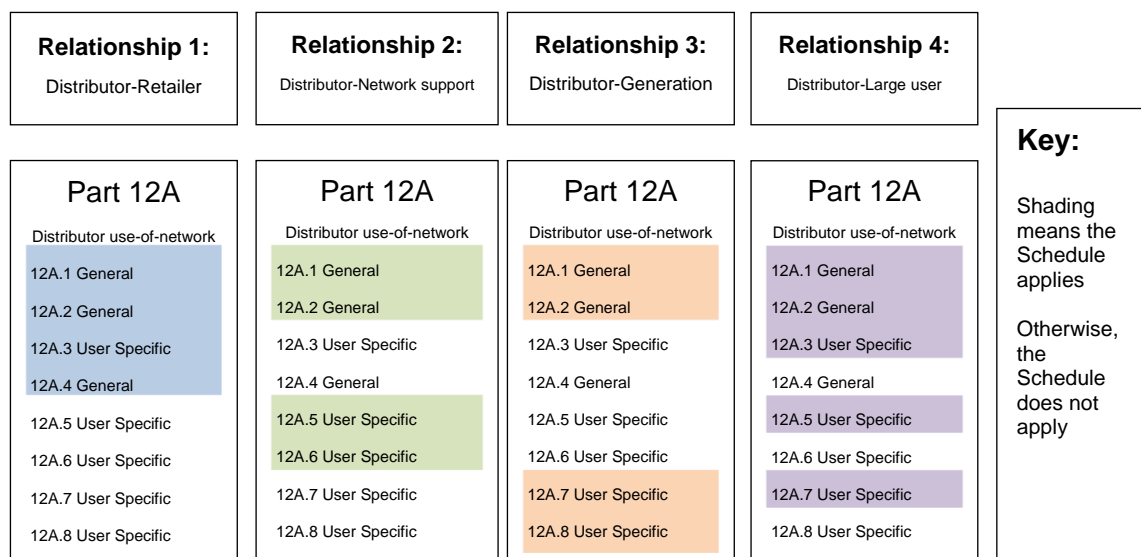 Relationship 1:
Distributor-Retailer
Relationship 2:
Distributor-Network support
Relationship 3:
Distributor-Generation
Relationship 4:
Distributor-Large user
Part 12A
Distributor use-of-network
12A.1 General
12A.2 General
12A.3 User Specific
12A.4 General
12A.5 User Specific
12A.6 User Specific
12A.7 User Specific
12A.8 User Specific
Part 12A
Distributor use-of-network
12A.1 General
12A.2 General
12A.3 User Specific
12A.4 General
12A.5 User Specific
12A.6 User Specific
12A.7 User Specific
12A.8 User Specific
Part 12A
Distributor use-of-network
12A.1 General
12A.2 General
12A.3 User Specific
12A.4 General
12A.5 User Specific
12A.6 User Specific
12A.7 User Specific
12A.8 User Specific
Part 12A
Distributor use-of-network
12A.1 General
12A.2 General
12A.3 User Specific
12A.4 General
12A.5 User Specific
12A.6 User Specific
12A.7 User Specific
12A.8 User Specific
Key:
Shading
means the
Schedule
applies
Otherwise,
the
Schedule
does not
apply